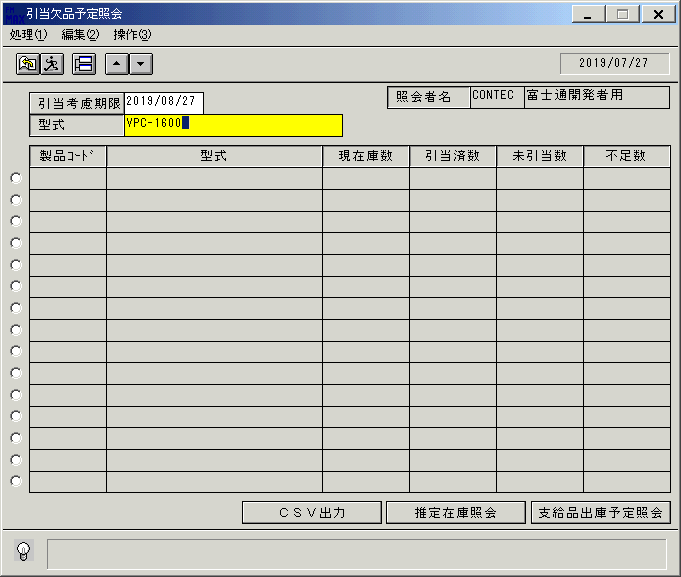 引当欠品予定照会
処理(1) 編集(2) 操作(3)
2019/07/27
引当考慮期限 2019/08/27
照会者名 CONTEC 富士通開発者用
型式 VPC-1600
製品ｺｰﾄﾞ 型式 現在庫数 引当済数 未引当数 不足数
ＣＳＶ出力 推定在庫照会 支給品出庫予定照会